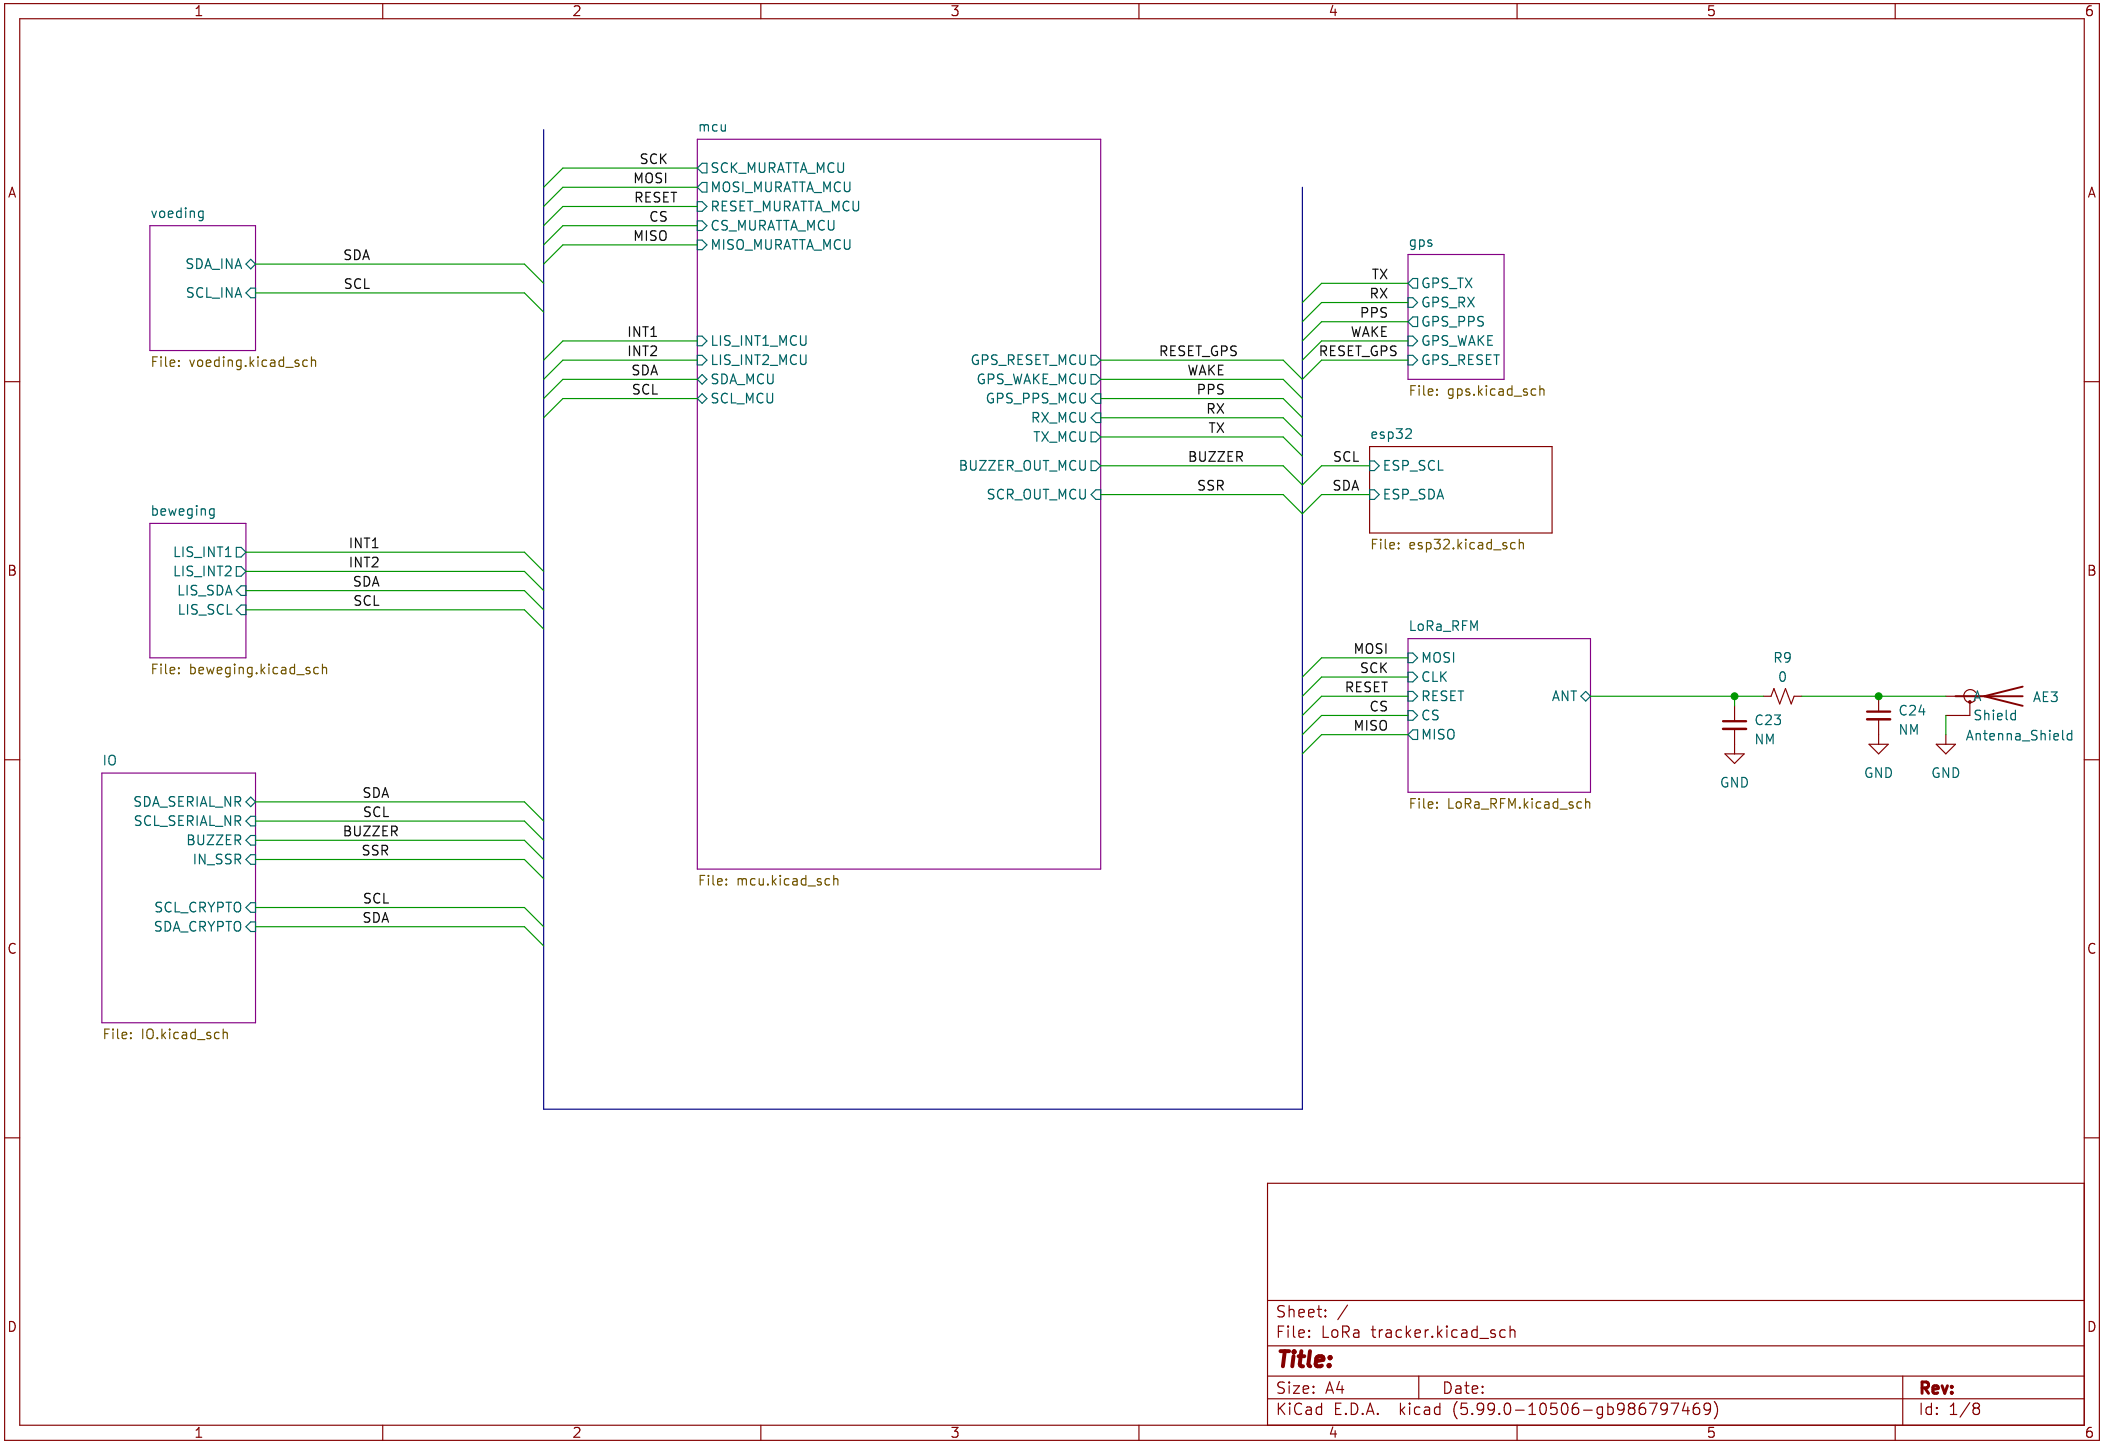 1 2 3 4 5 6
A A
B B
C C
D D
mcu
SCK
SCK_MURATTA_MCU
MOSI
MOSI_MURATTA_MCU
RESET
RESET_MURATTA_MCU
CS
CS_MURATTA_MCU
MISO
MISO_MURATTA_MCU
INT1
LIS_INT1_MCU
INT2
LIS_INT2_MCU
SDA
SDA_MCU
SCL
SCL_MCU
GPS_RESET_MCU
RESET_GPS
GPS_WAKE_MCU
WAKE
GPS_PPS_MCU
PPS
RX_MCU
RX
TX_MCU
TX
BUZZER_OUT_MCU
BUZZER
SCR_OUT_MCU
SSR
File: mcu.kicad_sch
voeding
SDA_INA
SDA
SCL_INA
SCL
File: voeding.kicad_sch
beweging
LIS_INT1
INT1
LIS_INT2
INT2
LIS_SDA
SDA
LIS_SCL
SCL
File: beweging.kicad_sch
IO
SDA_SERIAL_NR
SDA
SCL_SERIAL_NR
SCL
BUZZER
BUZZER
IN_SSR
SSR
SCL_CRYPTO
SCL
SDA_CRYPTO
SDA
File: IO.kicad_sch
gps
TX
GPS_TX
RX
GPS_RX
PPS
GPS_PPS
WAKE
GPS_WAKE
RESET_GPS
GPS_RESET
File: gps.kicad_sch
esp32
SCL
ESP_SCL
SDA
ESP_SDA
File: esp32.kicad_sch
LoRa_RFM
MOSI
MOSI
SCK
CLK
RESET
RESET
CS
CS
MISO
MISO
ANT
File: LoRa_RFM.kicad_sch
R9
0
C23
NM
GND
C24
NM
GND
A
AE3
Shield
Antenna_Shield
GND
Sheet: /
File: LoRa tracker.kicad_sch
Title:
Size: A4 Date: Rev:
KiCad E.D.A. kicad (5.99.0-10506-gb986797469) Id: 1/8
1 2 3 4 5 6